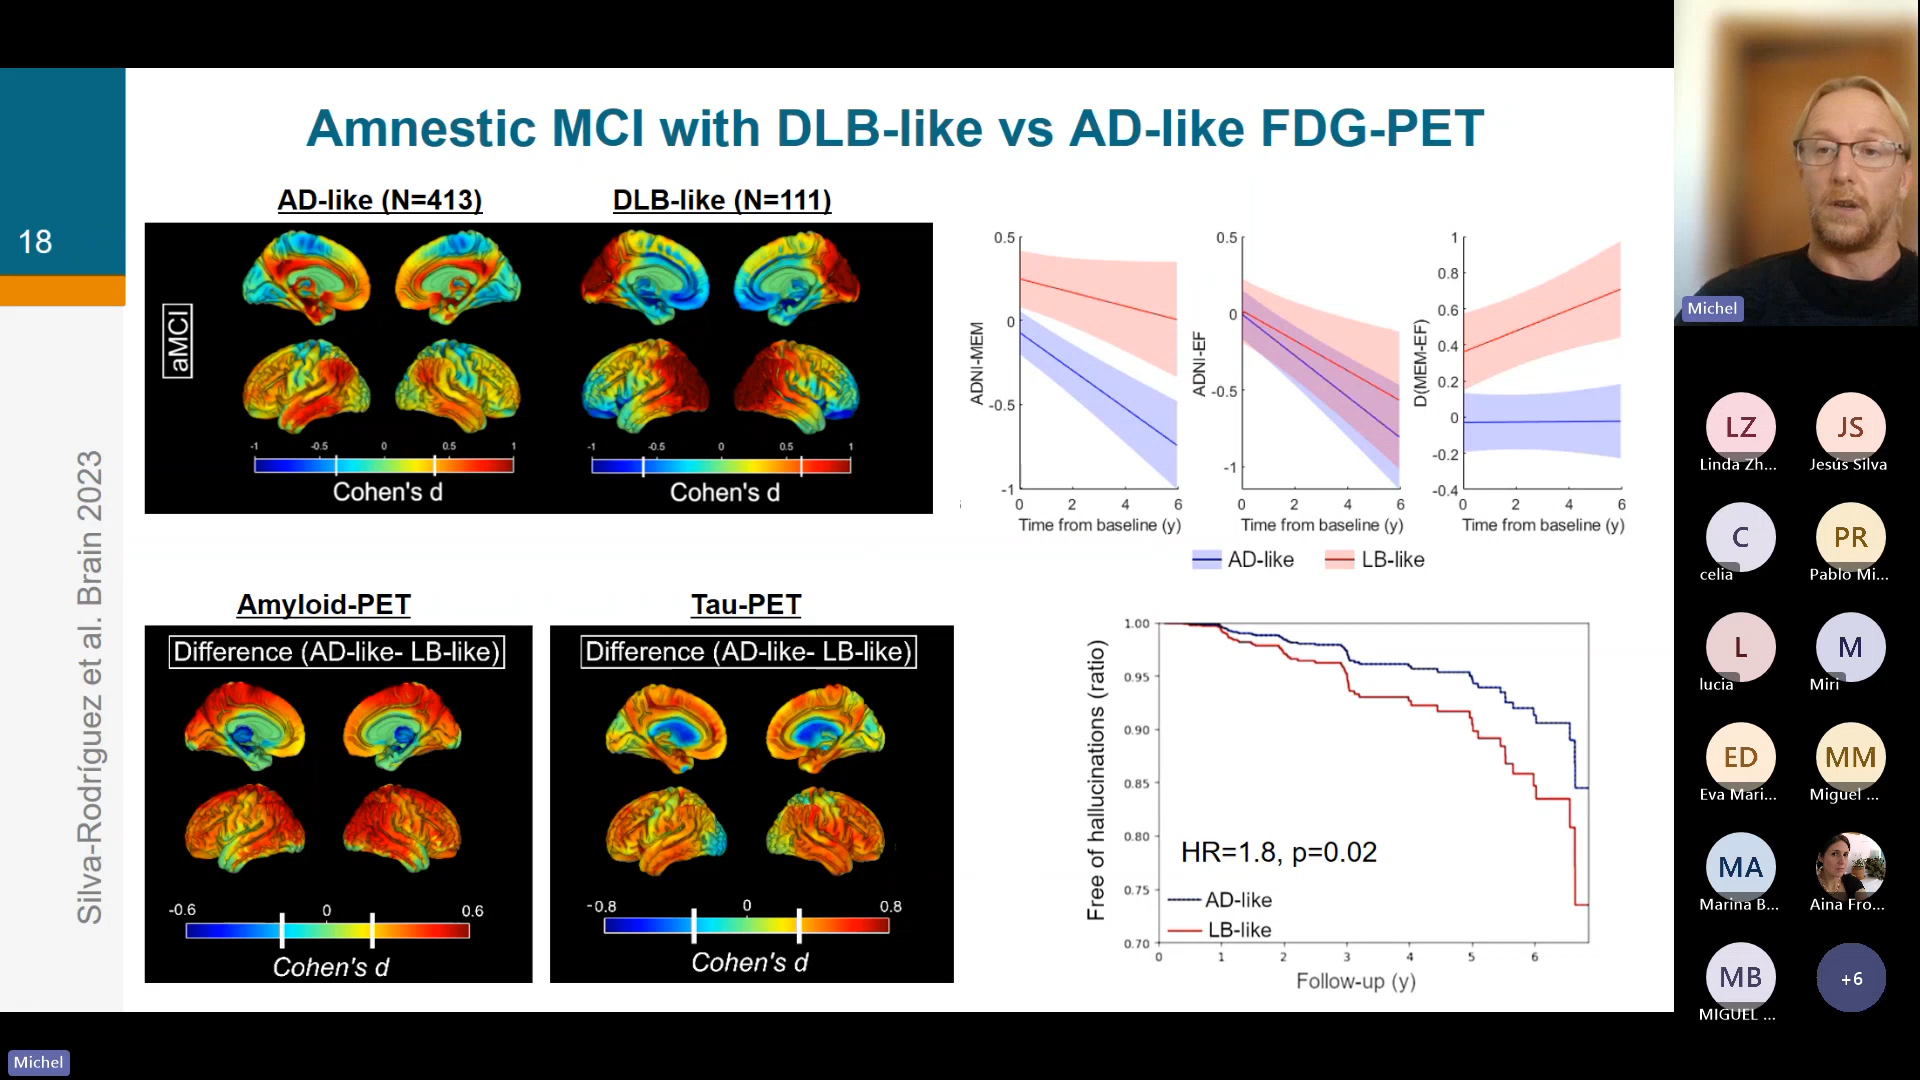 Amnestic MCI with DLB-like vs AD-like FDG-PET
18
Silva-Rodríguez et al. Brain 2023
AD-like (N=413)
DLB-like (N=111)
aMCI
-1 -0.5 0 0.5 1
Cohen's d
-1 -0.5 0 0.5 1
Cohen's d
0.5
0
-0.5
-1
ADNI-MEM
0 2 4 6
Time from baseline (y)
0.5
0
-0.5
-1
ADNI-EF
0 2 4 6
Time from baseline (y)
1
0.8
0.6
0.4
0.2
0
-0.2
-0.4
D(MEM-EF)
0 2 4 6
Time from baseline (y)
AD-like
LB-like
Amyloid-PET
Difference (AD-like- LB-like)
-0.6 0 0.6
Cohen's d
Tau-PET
Difference (AD-like- LB-like)
-0.8 0 0.8
Cohen's d
1.00
0.95
0.90
0.85
0.80
0.75
0.70
Free of hallucinations (ratio)
HR=1.8, p=0.02
AD-like
LB-like
0 1 2 3 4 5 6
Follow-up (y)
Michel
LZ
Linda Zh...
JS
Jesús Silva
C
celia
PR
Pablo Mi...
L
lucia
M
Miri
ED
Eva Mari...
MM
Miguel ...
MA
Marina B...
Aina Fro...
MB
MIGUEL ...
+6
Michel